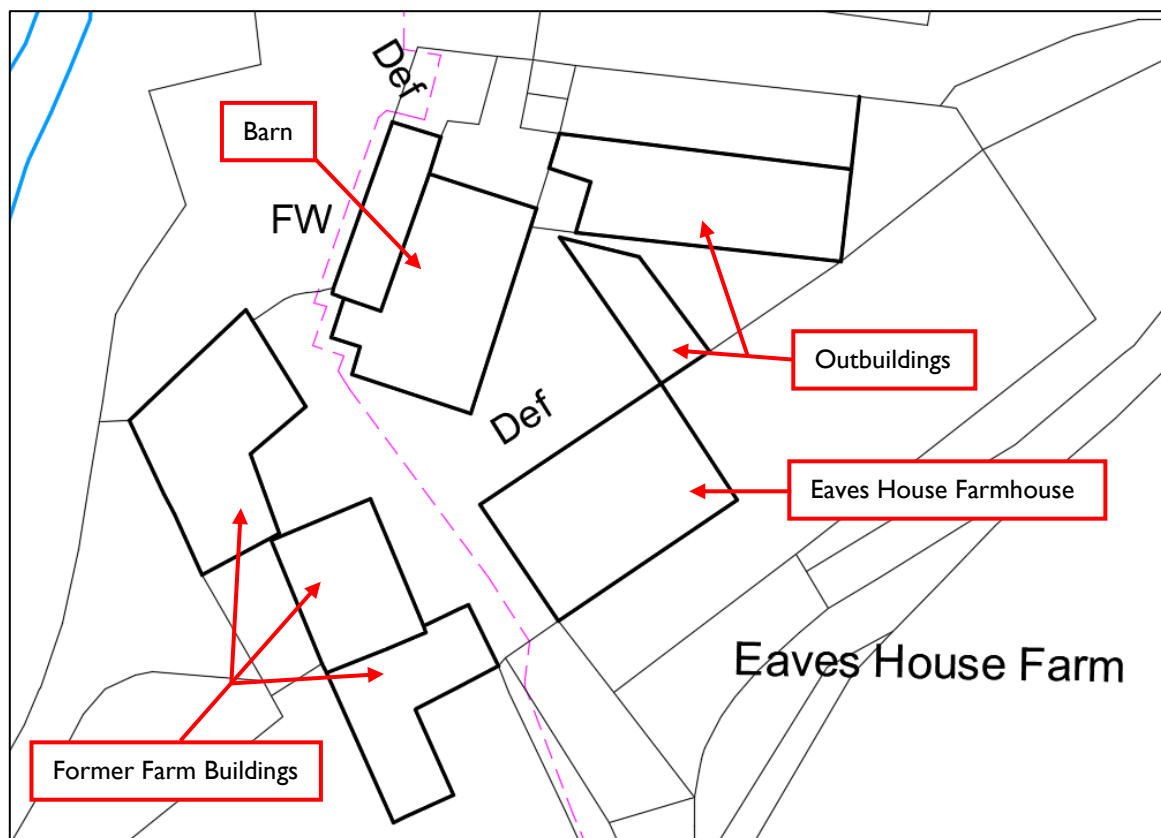 Def
Barn
FW
Outbuildings
Def
Eaves House Farmhouse
Eaves House Farm
Former Farm Buildings